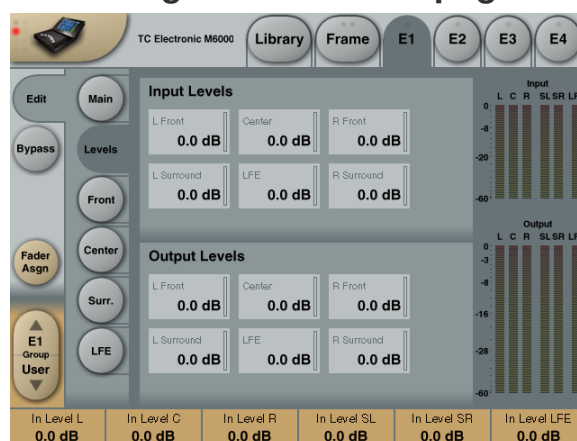 TC Electronic M6000
Library
Frame
E1
E2
E3
E4
Edit
Bypass
Fader
Asgn
E1
Group
User
Main
Levels
Front
Center
Surr.
LFE
Input Levels
L Front
0.0 dB
Center
0.0 dB
R Front
0.0 dB
L Surround
0.0 dB
LFE
0.0 dB
R Surround
0.0 dB
Output Levels
L Front
0.0 dB
Center
0.0 dB
R Front
0.0 dB
L Surround
0.0 dB
LFE
0.0 dB
R Surround
0.0 dB
Input
L C R SL SR LF
0
-8
-20
-60
Output
L C R SL SR LF
0
-3
-8
-16
-28
-60
In Level L
0.0 dB
In Level C
0.0 dB
In Level R
0.0 dB
In Level SL
0.0 dB
In Level SR
0.0 dB
In Level LFE
0.0 dB